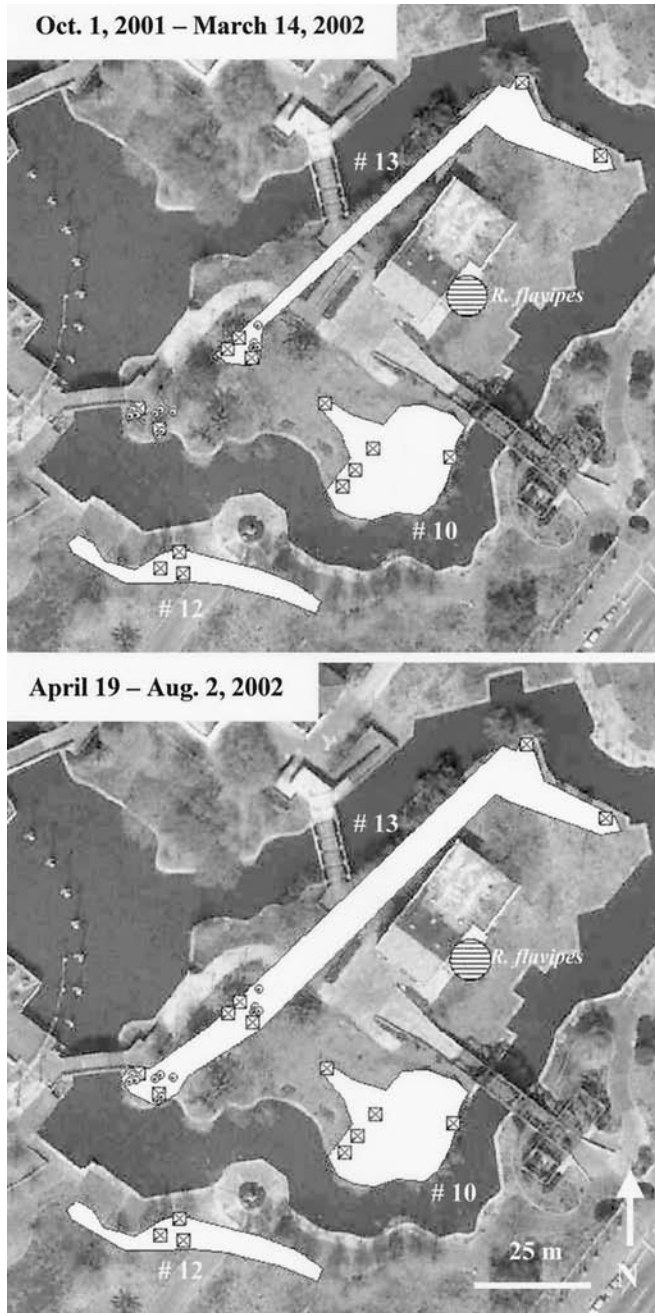 Oct. 1, 2001 – March 14, 2002
# 13
R. flavipes
# 10
# 12
April 19 – Aug. 2, 2002
# 13
R. flavipes
# 10
25 m
# 12
N